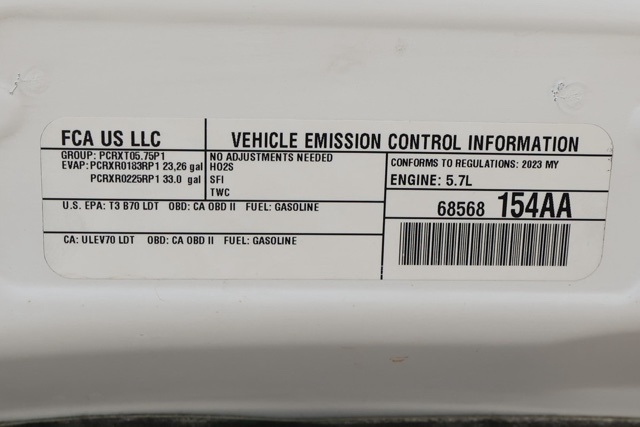 FCA US LLC
VEHICLE EMISSION CONTROL INFORMATION
GROUP: PCRXT05.75P1
EVAP: PCRXR0183RP1 23,26 gal
PCRXR0225RP1 33.0 gal
NO ADJUSTMENTS NEEDED
HO2S
SFI
TWC
CONFORMS TO REGULATIONS: 2023 MY
ENGINE: 5.7L
U.S. EPA: T3 B70 LDT OBD: CA OBD II FUEL: GASOLINE
CA: ULEV70 LDT OBD: CA OBD II FUEL: GASOLINE
68568 154AA